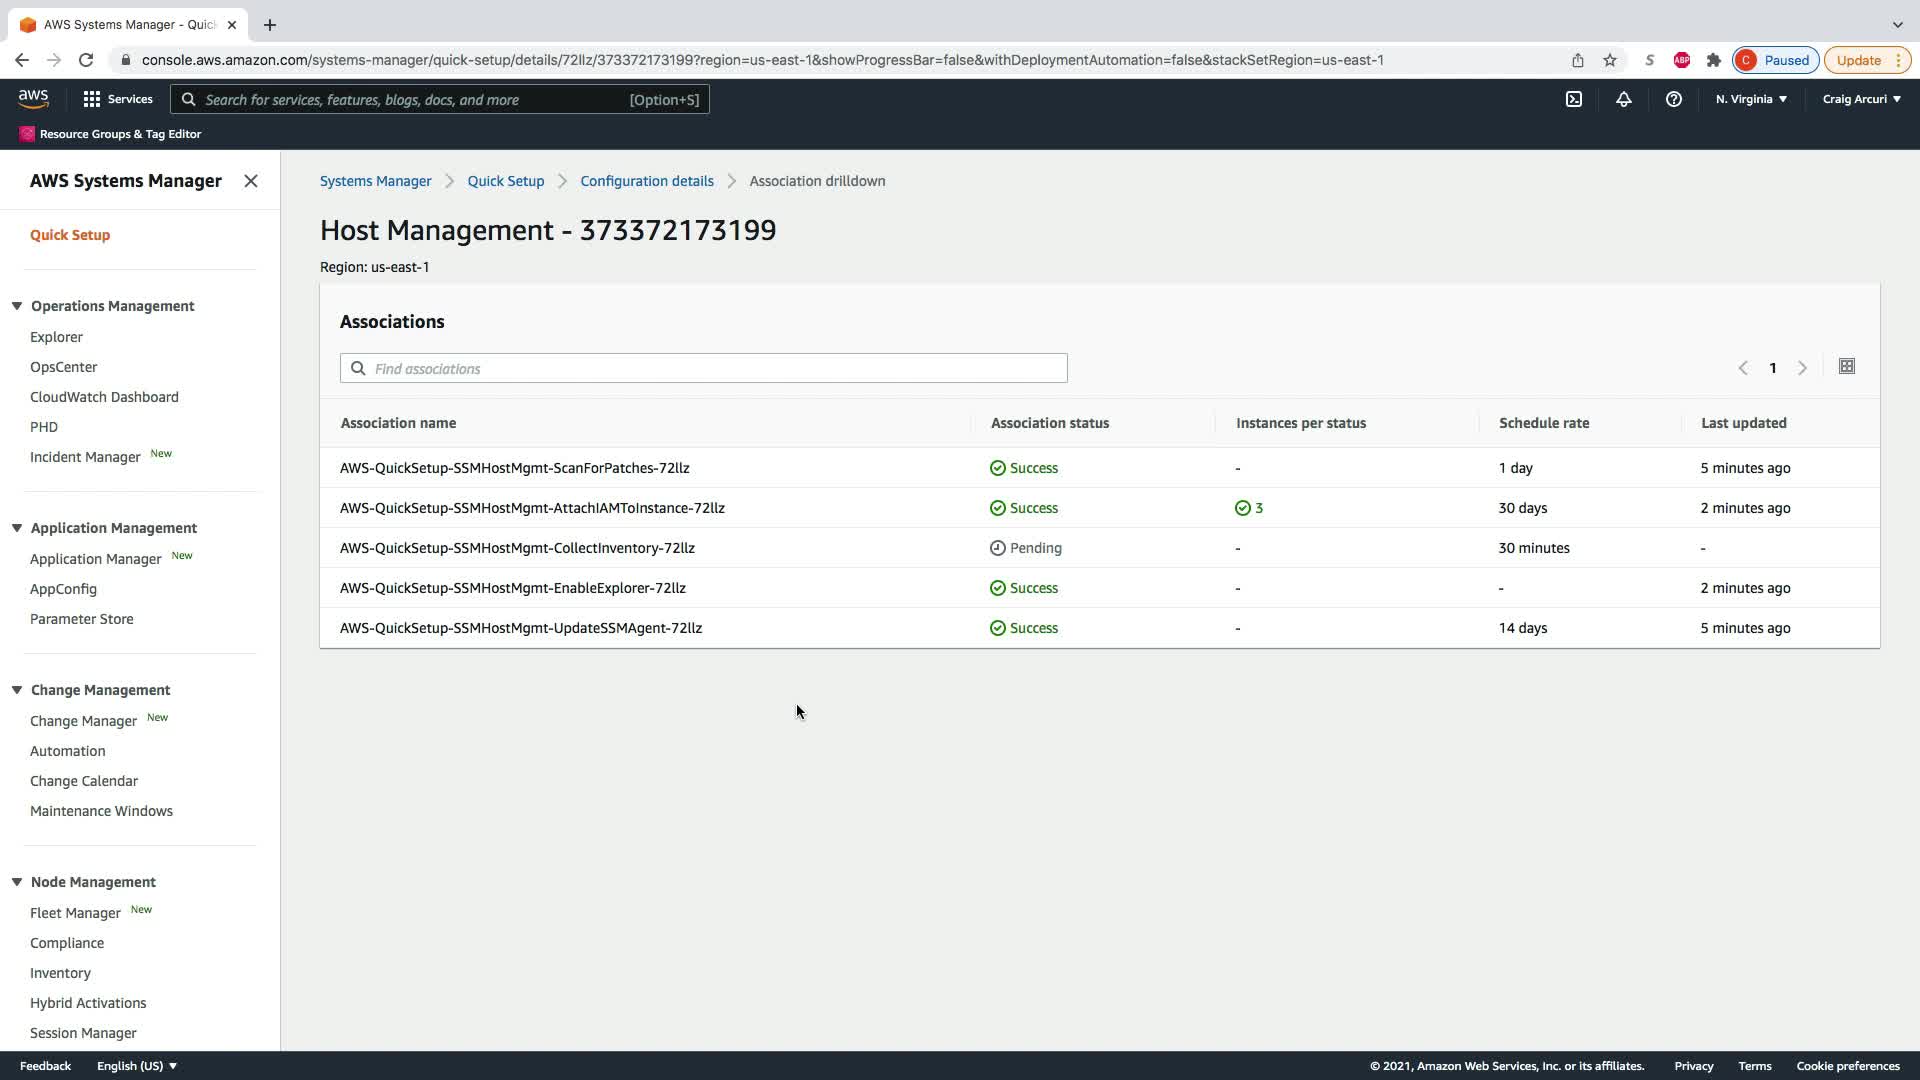 AWS Systems Manager - Quic
console.aws.amazon.com/systems-manager/quick-setup/details/72llz/373372173199?region=us-east-1&showProgressBar=false&withDeploymentAutomation=false&stackSetRegion=us-east-1
S
ABP
C Paused
Update
aws
Services
Search for services, features, blogs, docs, and more [Option+S]
N. Virginia
Craig Arcuri
Resource Groups & Tag Editor
AWS Systems Manager
Quick Setup
Operations Management
Explorer
OpsCenter
CloudWatch Dashboard
PHD
Incident Manager New
Application Management
Application Manager New
AppConfig
Parameter Store
Change Management
Change Manager New
Automation
Change Calendar
Maintenance Windows
Node Management
Fleet Manager New
Compliance
Inventory
Hybrid Activations
Session Manager
Systems Manager > Quick Setup > Configuration details > Association drilldown
Host Management - 373372173199
Region: us-east-1
Associations
Find associations
1
Association name Association status Instances per status Schedule rate Last updated
AWS-QuickSetup-SSMHostMgmt-ScanForPatches-72llz Success - 1 day 5 minutes ago
AWS-QuickSetup-SSMHostMgmt-AttachIAMToInstance-72llz Success 3 30 days 2 minutes ago
AWS-QuickSetup-SSMHostMgmt-CollectInventory-72llz Pending - 30 minutes -
AWS-QuickSetup-SSMHostMgmt-EnableExplorer-72llz Success - - 2 minutes ago
AWS-QuickSetup-SSMHostMgmt-UpdateSSMAgent-72llz Success - 14 days 5 minutes ago
Feedback English (US) © 2021, Amazon Web Services, Inc. or its affiliates. Privacy Terms Cookie preferences